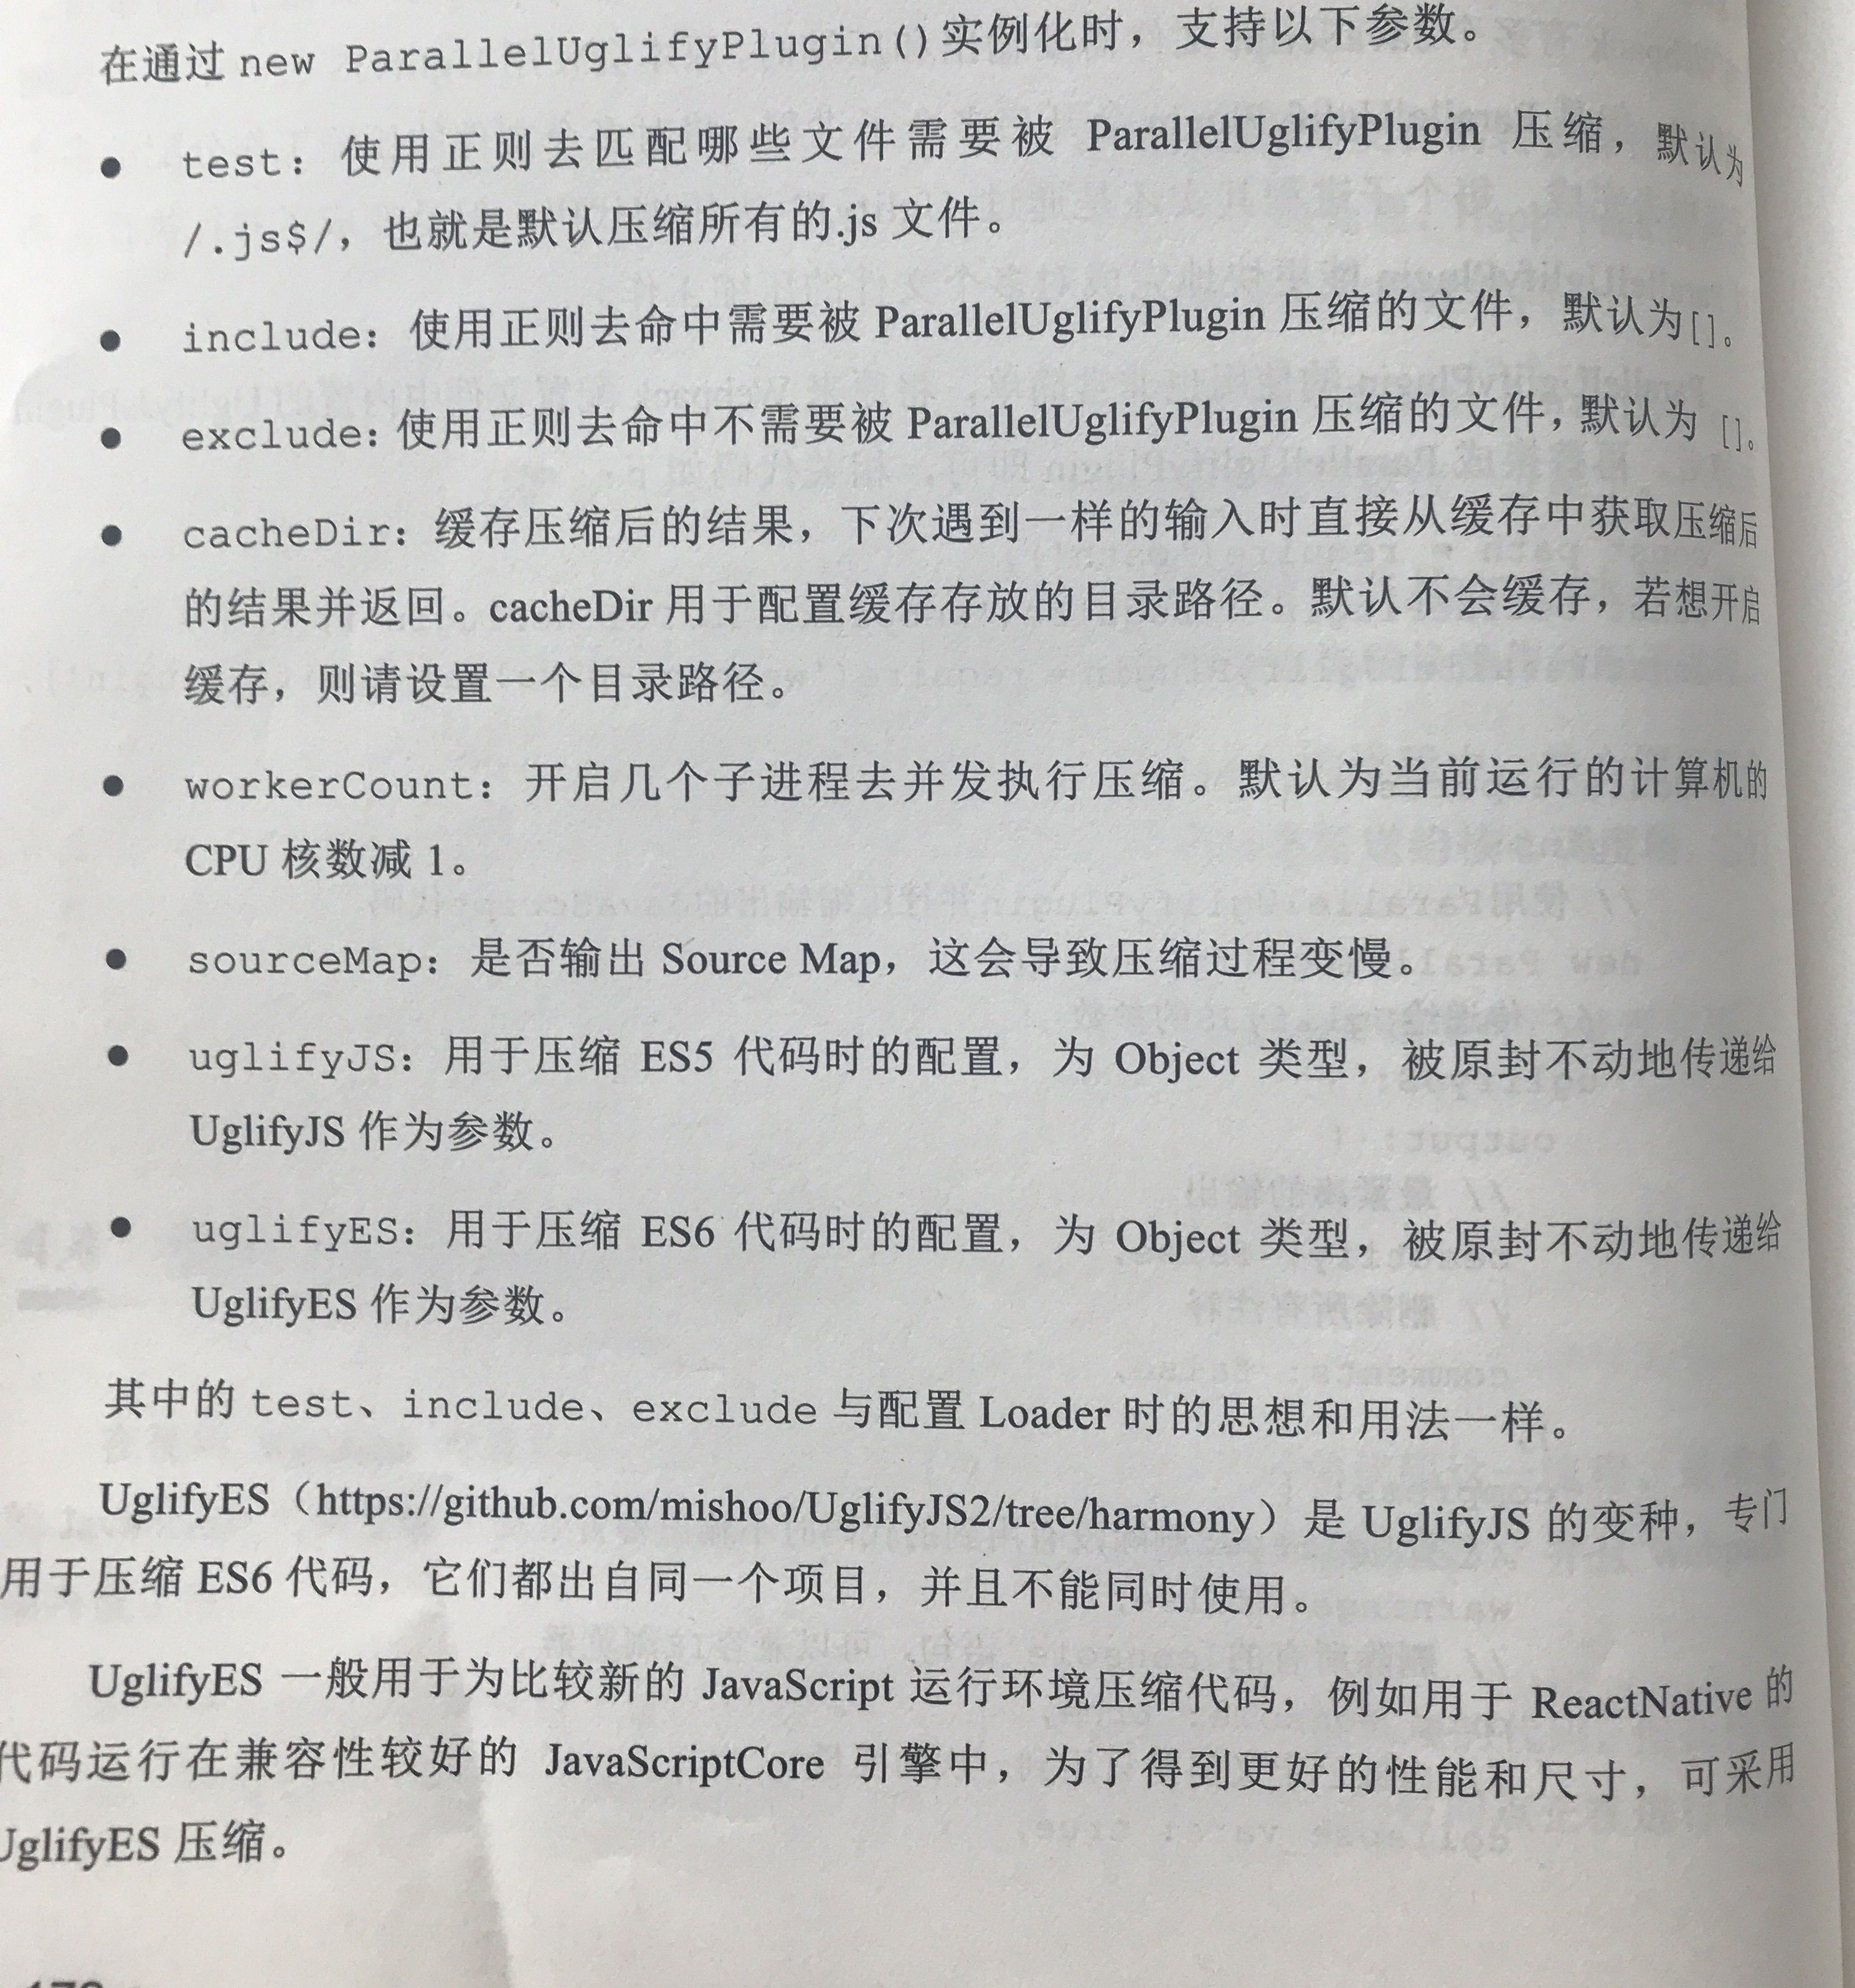 在通过 new ParallelUglifyPlugin()实例化时，支持以下参数。
● test：使用正则去匹配哪些文件需要被 ParallelUglifyPlugin 压缩，默认为
/.js$/，也就是默认压缩所有的.js 文件。
● include：使用正则去命中需要被 ParallelUglifyPlugin 压缩的文件，默认为[]。
● exclude：使用正则去命中不需要被 ParallelUglifyPlugin 压缩的文件，默认为 []。
● cacheDir：缓存压缩后的结果，下次遇到一样的输入时直接从缓存中获取压缩后
的结果并返回。cacheDir 用于配置缓存存放的目录路径。默认不会缓存，若想开启
缓存，则请设置一个目录路径。
● workerCount：开启几个子进程去并发执行压缩。默认为当前运行的计算机的
CPU 核数减 1。
● sourceMap：是否输出 Source Map，这会导致压缩过程变慢。
● uglifyJS：用于压缩 ES5 代码时的配置，为 Object 类型，被原封不动地传递给
UglifyJS 作为参数。
● uglifyES：用于压缩 ES6 代码时的配置，为 Object 类型，被原封不动地传递给
UglifyES 作为参数。
其中的 test、include、exclude 与配置 Loader 时的思想和用法一样。
UglifyES（https://github.com/mishoo/UglifyJS2/tree/harmony）是 UglifyJS 的变种，专门
用于压缩 ES6 代码，它们都出自同一个项目，并且不能同时使用。
UglifyES 一般用于为比较新的 JavaScript 运行环境压缩代码，例如用于 ReactNative 的
代码运行在兼容性较好的 JavaScriptCore 引擎中，为了得到更好的性能和尺寸，可采用
UglifyES 压缩。